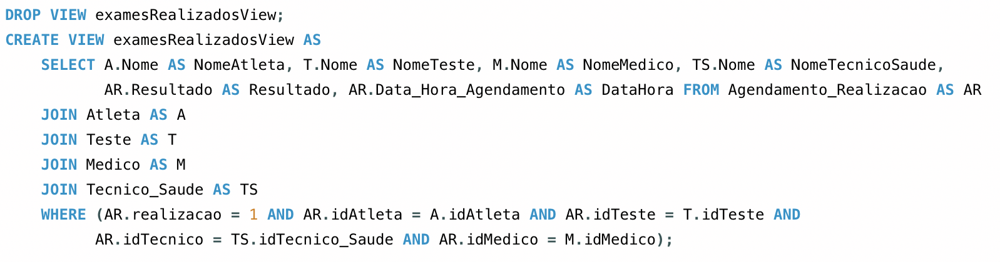 DROP VIEW examesRealizadosView;
CREATE VIEW examesRealizadosView AS
SELECT A.Nome AS NomeAtleta, T.Nome AS NomeTeste, M.Nome AS NomeMedico, TS.Nome AS NomeTecnicoSaude,
AR.Resultado AS Resultado, AR.Data_Hora_Agendamento AS DataHora FROM Agendamento_Realizacao AS AR
JOIN Atleta AS A
JOIN Teste AS T
JOIN Medico AS M
JOIN Tecnico_Saude AS TS
WHERE (AR.realizacao = 1 AND AR.idAtleta = A.idAtleta AND AR.idTeste = T.idTeste AND
AR.idTecnico = TS.idTecnico_Saude AND AR.idMedico = M.idMedico);